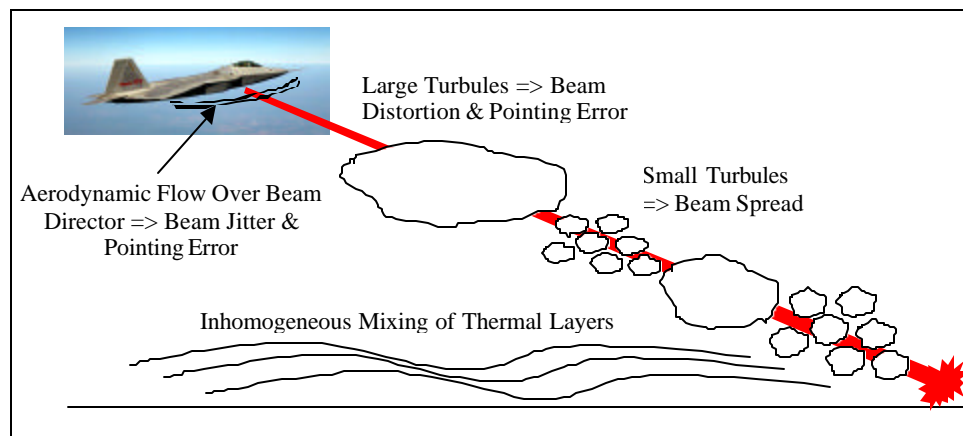 Large Turbules => Beam
Distortion & Pointing Error
Small Turbules
=> Beam Spread
Aerodynamic Flow Over Beam
Director => Beam Jitter &
Pointing Error
Inhomogeneous Mixing of Thermal Layers